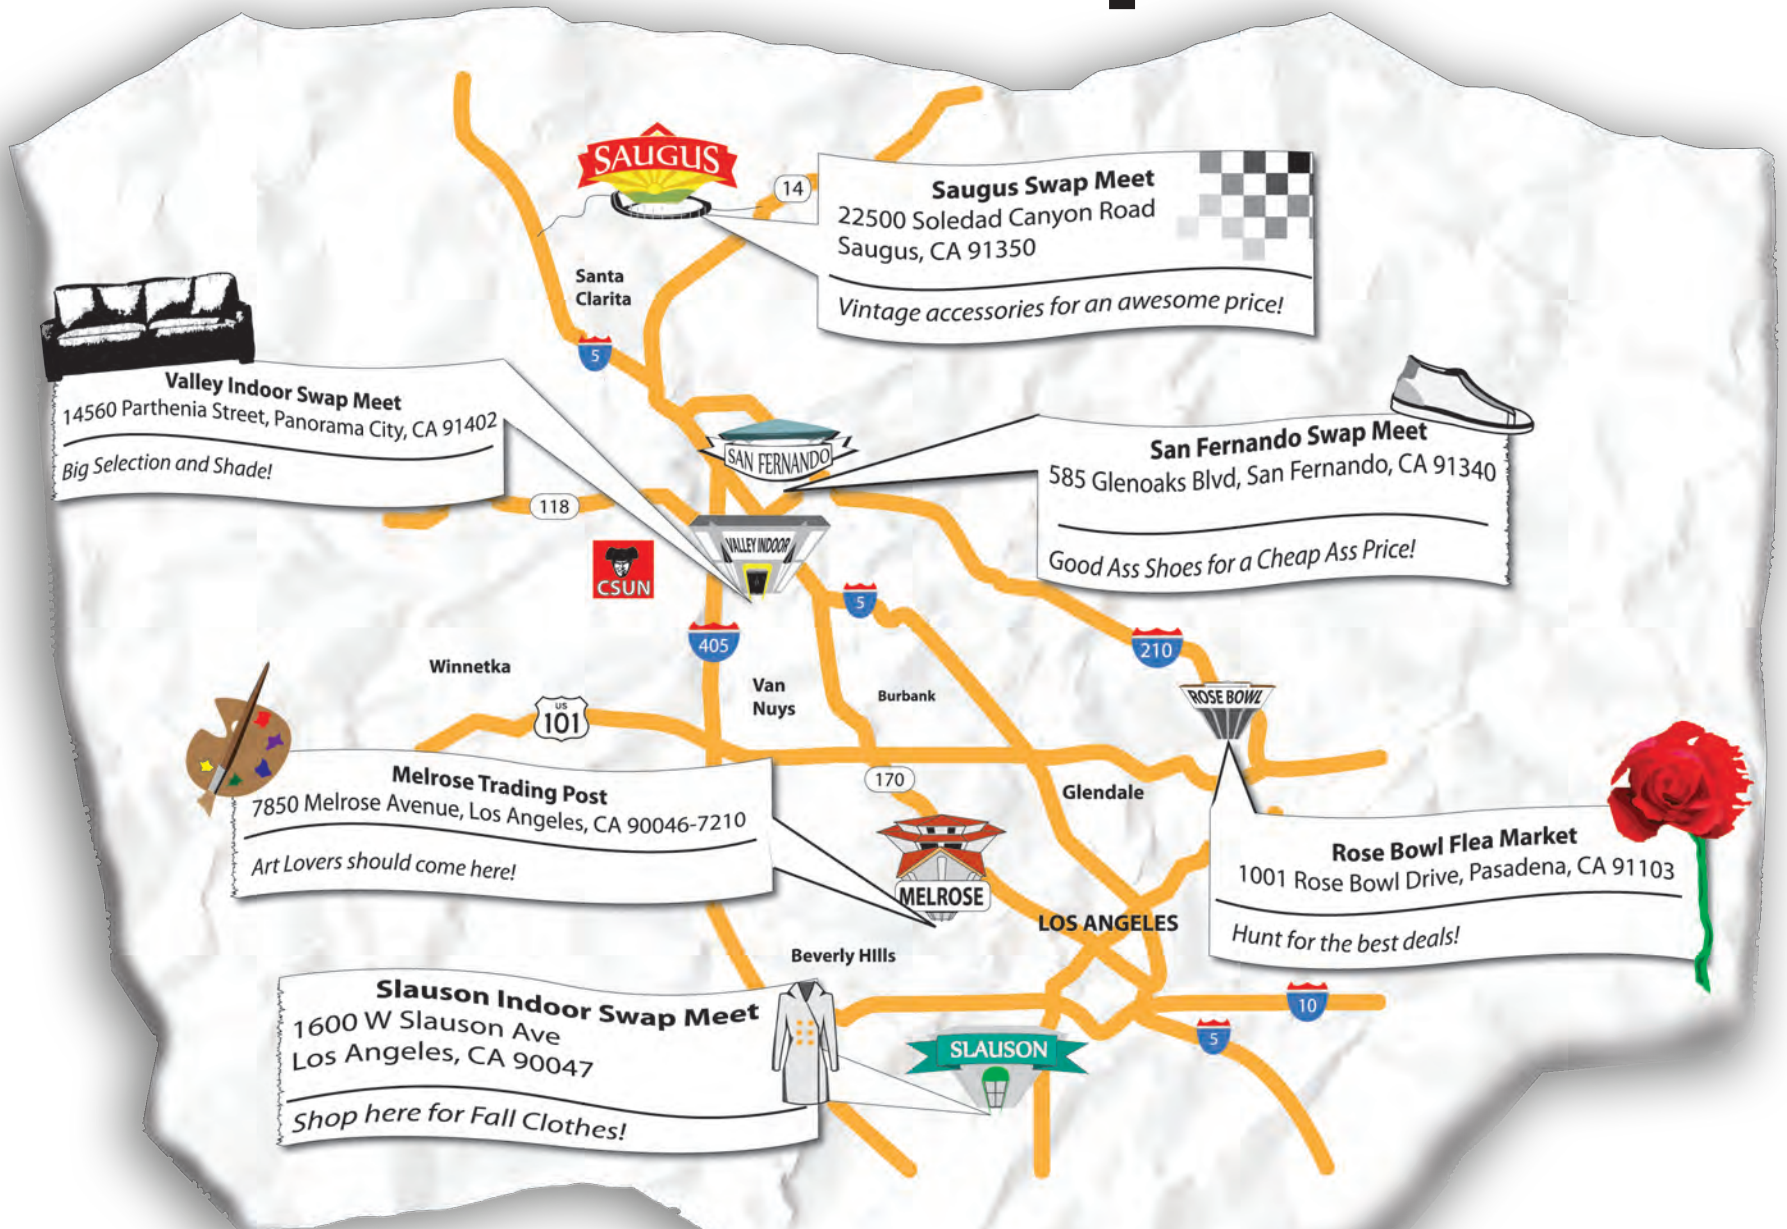 SAUGUS
14
Saugus Swap Meet
22500 Soledad Canyon Road
Saugus, CA 91350
Vintage accessories for an awesome price!
Santa
Clarita
5
Valley Indoor Swap Meet
14560 Parthenia Street, Panorama City, CA 91402
Big Selection and Shade!
SAN FERNANDO
San Fernando Swap Meet
585 Glenoaks Blvd, San Fernando, CA 91340
Good Ass Shoes for a Cheap Ass Price!
118
VALLEY INDOOR
CSUN
5
405
210
Winnetka
Van
Nuys
Burbank
ROSE BOWL
US
101
170
Glendale
Melrose Trading Post
7850 Melrose Avenue, Los Angeles, CA 90046-7210
Art Lovers should come here!
MELROSE
Rose Bowl Flea Market
1001 Rose Bowl Drive, Pasadena, CA 91103
Hunt for the best deals!
LOS ANGELES
Beverly HIlls
Slauson Indoor Swap Meet
1600 W Slauson Ave
Los Angeles, CA 90047
Shop here for Fall Clothes!
10
5
SLAUSON